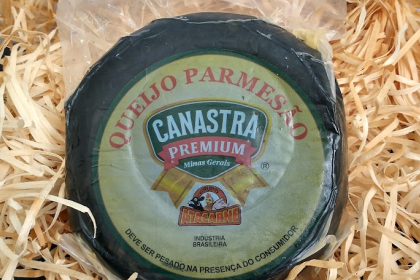 QUEIJO PARMESÃO
CANASTRA
PREMIUM
Minas Gerais
®
INDÚSTRIA
BRASILEIRA
DEVE SER PESADO NA PRESENÇA DO CONSUMIDOR